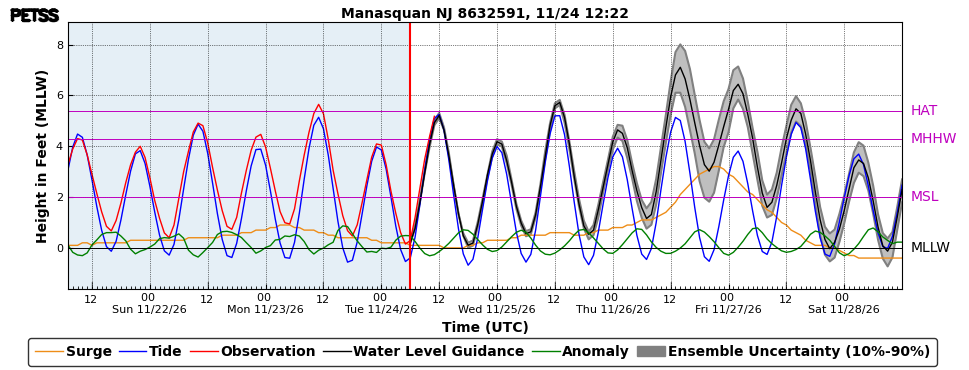 PETSS
Manasquan NJ 8632591, 11/24 12:22
Height in Feet (MLLW)
8
6
4
2
0
HAT
MHHW
MSL
MLLW
12 00 12 00 12 00 12 00 12 00 12 00 12 00
Sun 11/22/26 Mon 11/23/26 Tue 11/24/26 Wed 11/25/26 Thu 11/26/26 Fri 11/27/26 Sat 11/28/26
Time (UTC)
Surge Tide Observation Water Level Guidance Anomaly Ensemble Uncertainty (10%-90%)